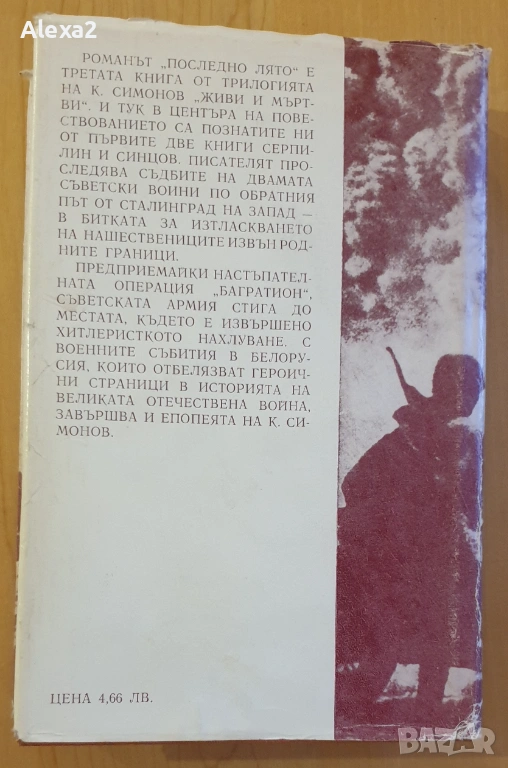 Alexa2
РОМАНЪТ „ПОСЛЕДНО ЛЯТО“ Е
ТРЕТАТА КНИГА ОТ ТРИЛОГИЯТА
НА К. СИМОНОВ „ЖИВИ И МЪРТ-
ВИ“. И ТУК В ЦЕНТЪРА НА ПОВЕ-
СТВОВАНИЕТО СА ПОЗНАТИТЕ НИ
ОТ ПЪРВИТЕ ДВЕ КНИГИ СЕРПИ-
ЛИН И СИНЦОВ. ПИСАТЕЛЯТ ПРО-
СЛЕДЯВА СЪДБИТЕ НА ДВАМАТА
СЪВЕТСКИ ВОИНИ ПО ОБРАТНИЯ
ПЪТ ОТ СТАЛИНГРАД НА ЗАПАД —
В БИТКАТА ЗА ИЗТЛАСКВАНЕТО
НА НАШЕСТВЕНИЦИТЕ ИЗВЪН РОД-
НИТЕ ГРАНИЦИ.
ПРЕДПРИЕМАЙКИ НАСТЪПАТЕЛ-
НАТА ОПЕРАЦИЯ „БАГРАТИОН“,
СЪВЕТСКАТА АРМИЯ СТИГА ДО
МЕСТАТА, КЪДЕТО Е ИЗВЪРШЕНО
ХИТЛЕРИСТКОТО НАХЛУВАНЕ. С
ВОЕННИТЕ СЪБИТИЯ В БЕЛОРУ-
СИЯ, КОИТО ОТБЕЛЯЗВАТ ГЕРОИЧ-
НИ СТРАНИЦИ В ИСТОРИЯТА НА
ВЕЛИКАТА ОТЕЧЕСТВЕНА ВОЙНА,
ЗАВЪРШВА И ЕПОПЕЯТА НА К. СИ-
МОНОВ.
ЦЕНА 4,66 ЛВ.
BAZAR